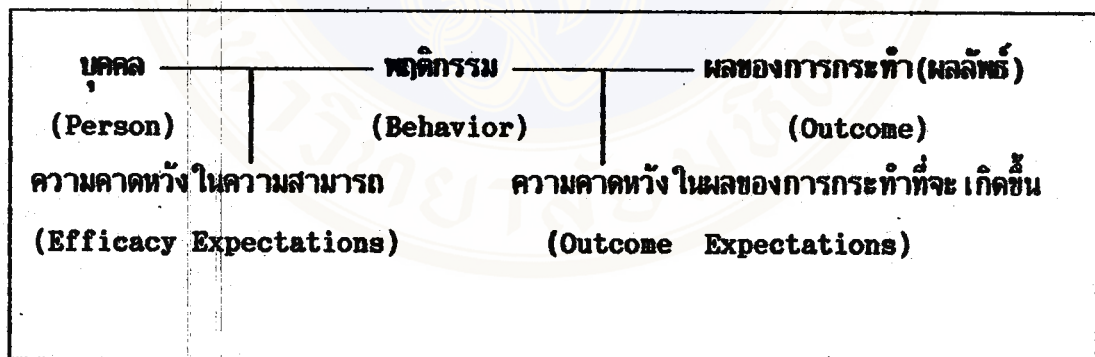 บุคคล พฤติกรรม ผลของการกระทำ(ผลลัพธ์)
(Person) (Behavior) (Outcome)
ความคาดหวังในความสามารถ ความคาดหวังในผลของการกระทำที่จะเกิดขึ้น
(Efficacy Expectations) (Outcome Expectations)